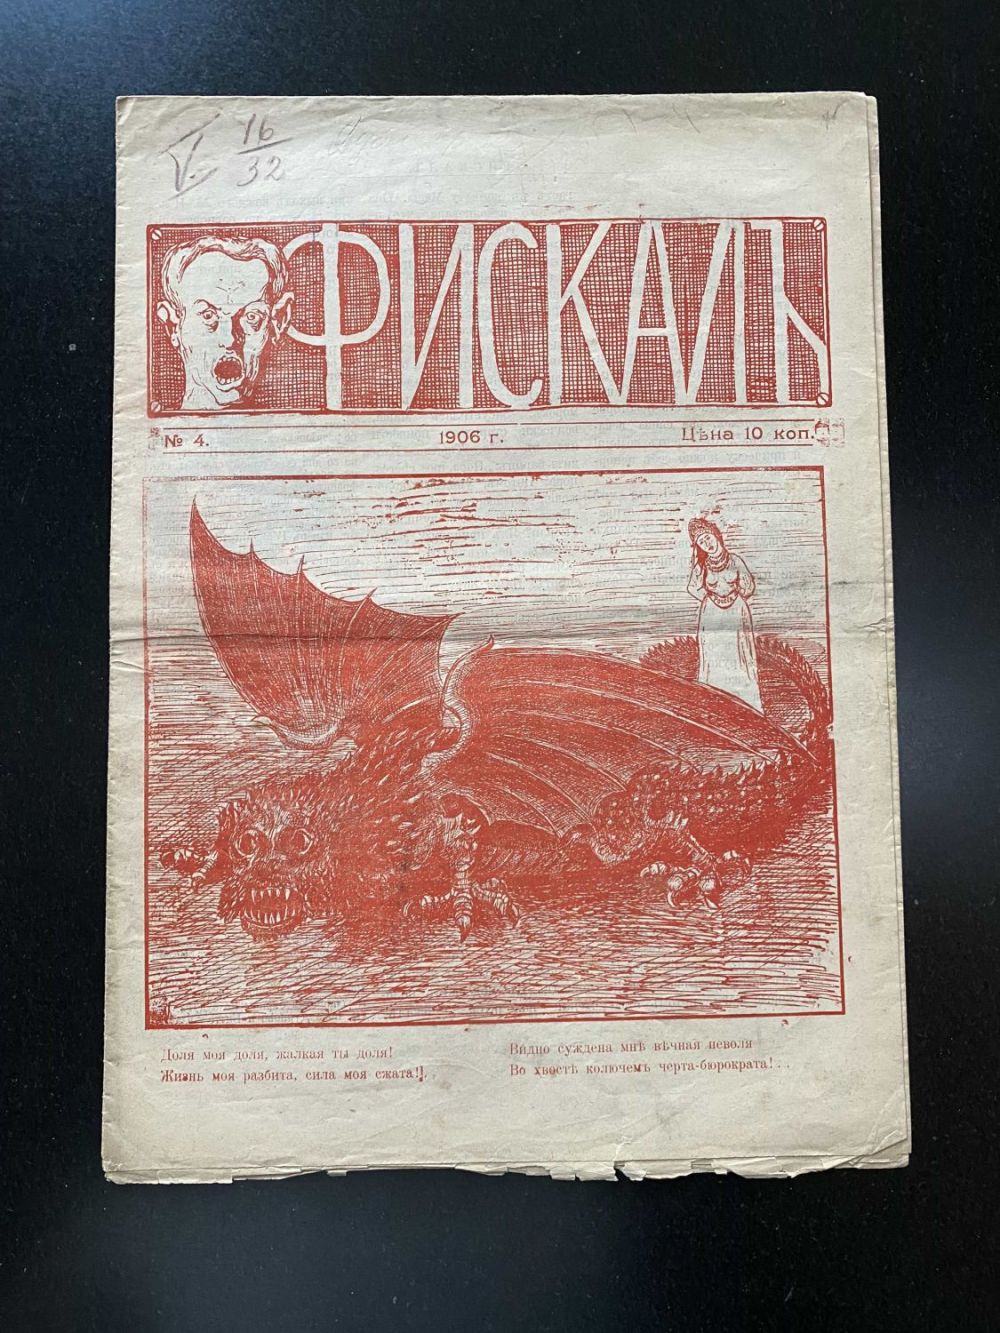 V. 16
32
ФИСКАЛЪ
№ 4.
1906 г.
Цѣна 10 коп.
Россія
Доля моя доля, жалкая ты доля!
Жизнь моя разбита, сила моя сжата!!..
Видно суждена мнѣ вѣчная неволя
Во хвостѣ колючемъ черта-бюрократа!...